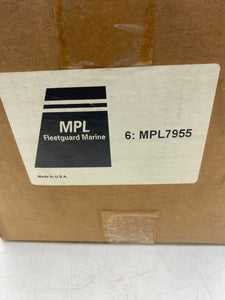 MPL
Fleetguard Marine
6: MPL7955
Made in U.S.A.